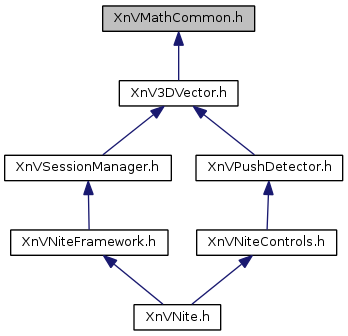 XnVMathCommon.h
XnV3DVector.h
XnVSessionManager.h
XnVPushDetector.h
XnVNiteFramework.h
XnVNiteControls.h
XnVNite.h